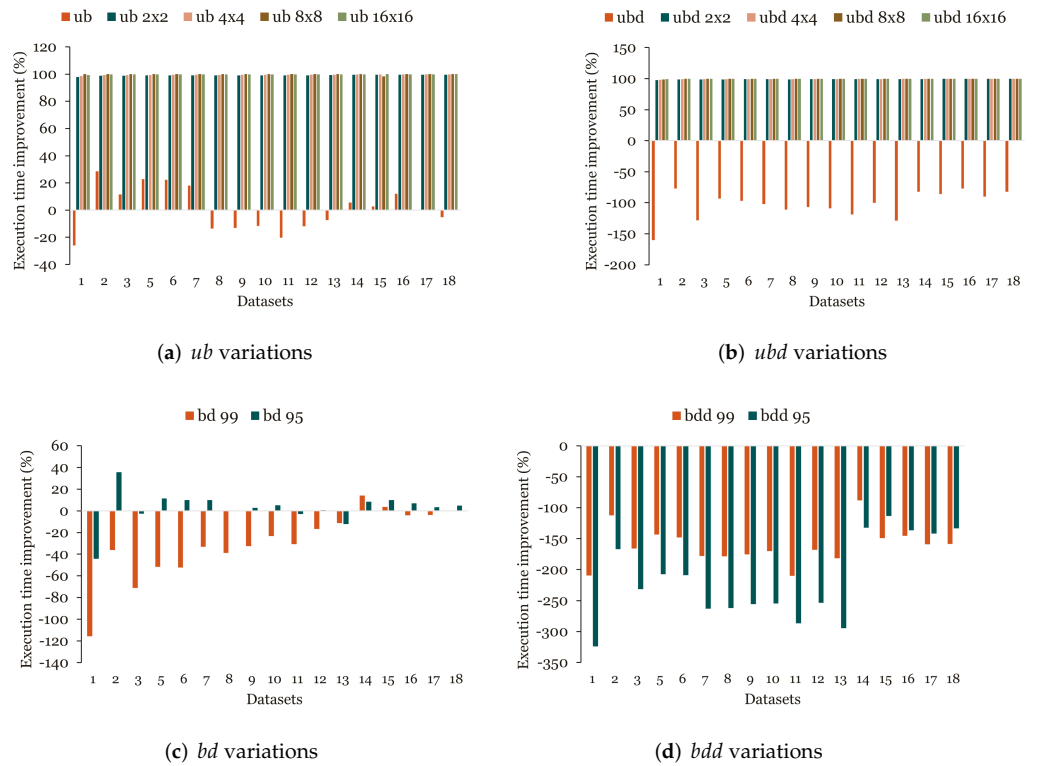 ub ub 2x2 ub 4x4 ub 8x8 ub 16x16
Execution time improvement (%)
120
100
80
60
40
20
0
-20
-40
1 2 3 5 6 7 8 9 10 11 12 13 14 15 16 17 18
Datasets
(a) ub variations
ubd ubd 2x2 ubd 4x4 ubd 8x8 ubd 16x16
Execution time improvement (%)
150
100
50
0
-50
-100
-150
-200
1 2 3 5 6 7 8 9 10 11 12 13 14 15 16 17 18
Datasets
(b) ubd variations
bd 99 bd 95
Execution time improvement (%)
60
40
20
0
-20
-40
-60
-80
-100
-120
-140
1 2 3 5 6 7 8 9 10 11 12 13 14 15 16 17 18
Datasets
(c) bd variations
bdd 99 bdd 95
Execution time improvement (%)
0
-50
-100
-150
-200
-250
-300
-350
1 2 3 5 6 7 8 9 10 11 12 13 14 15 16 17 18
Datasets
(d) bdd variations